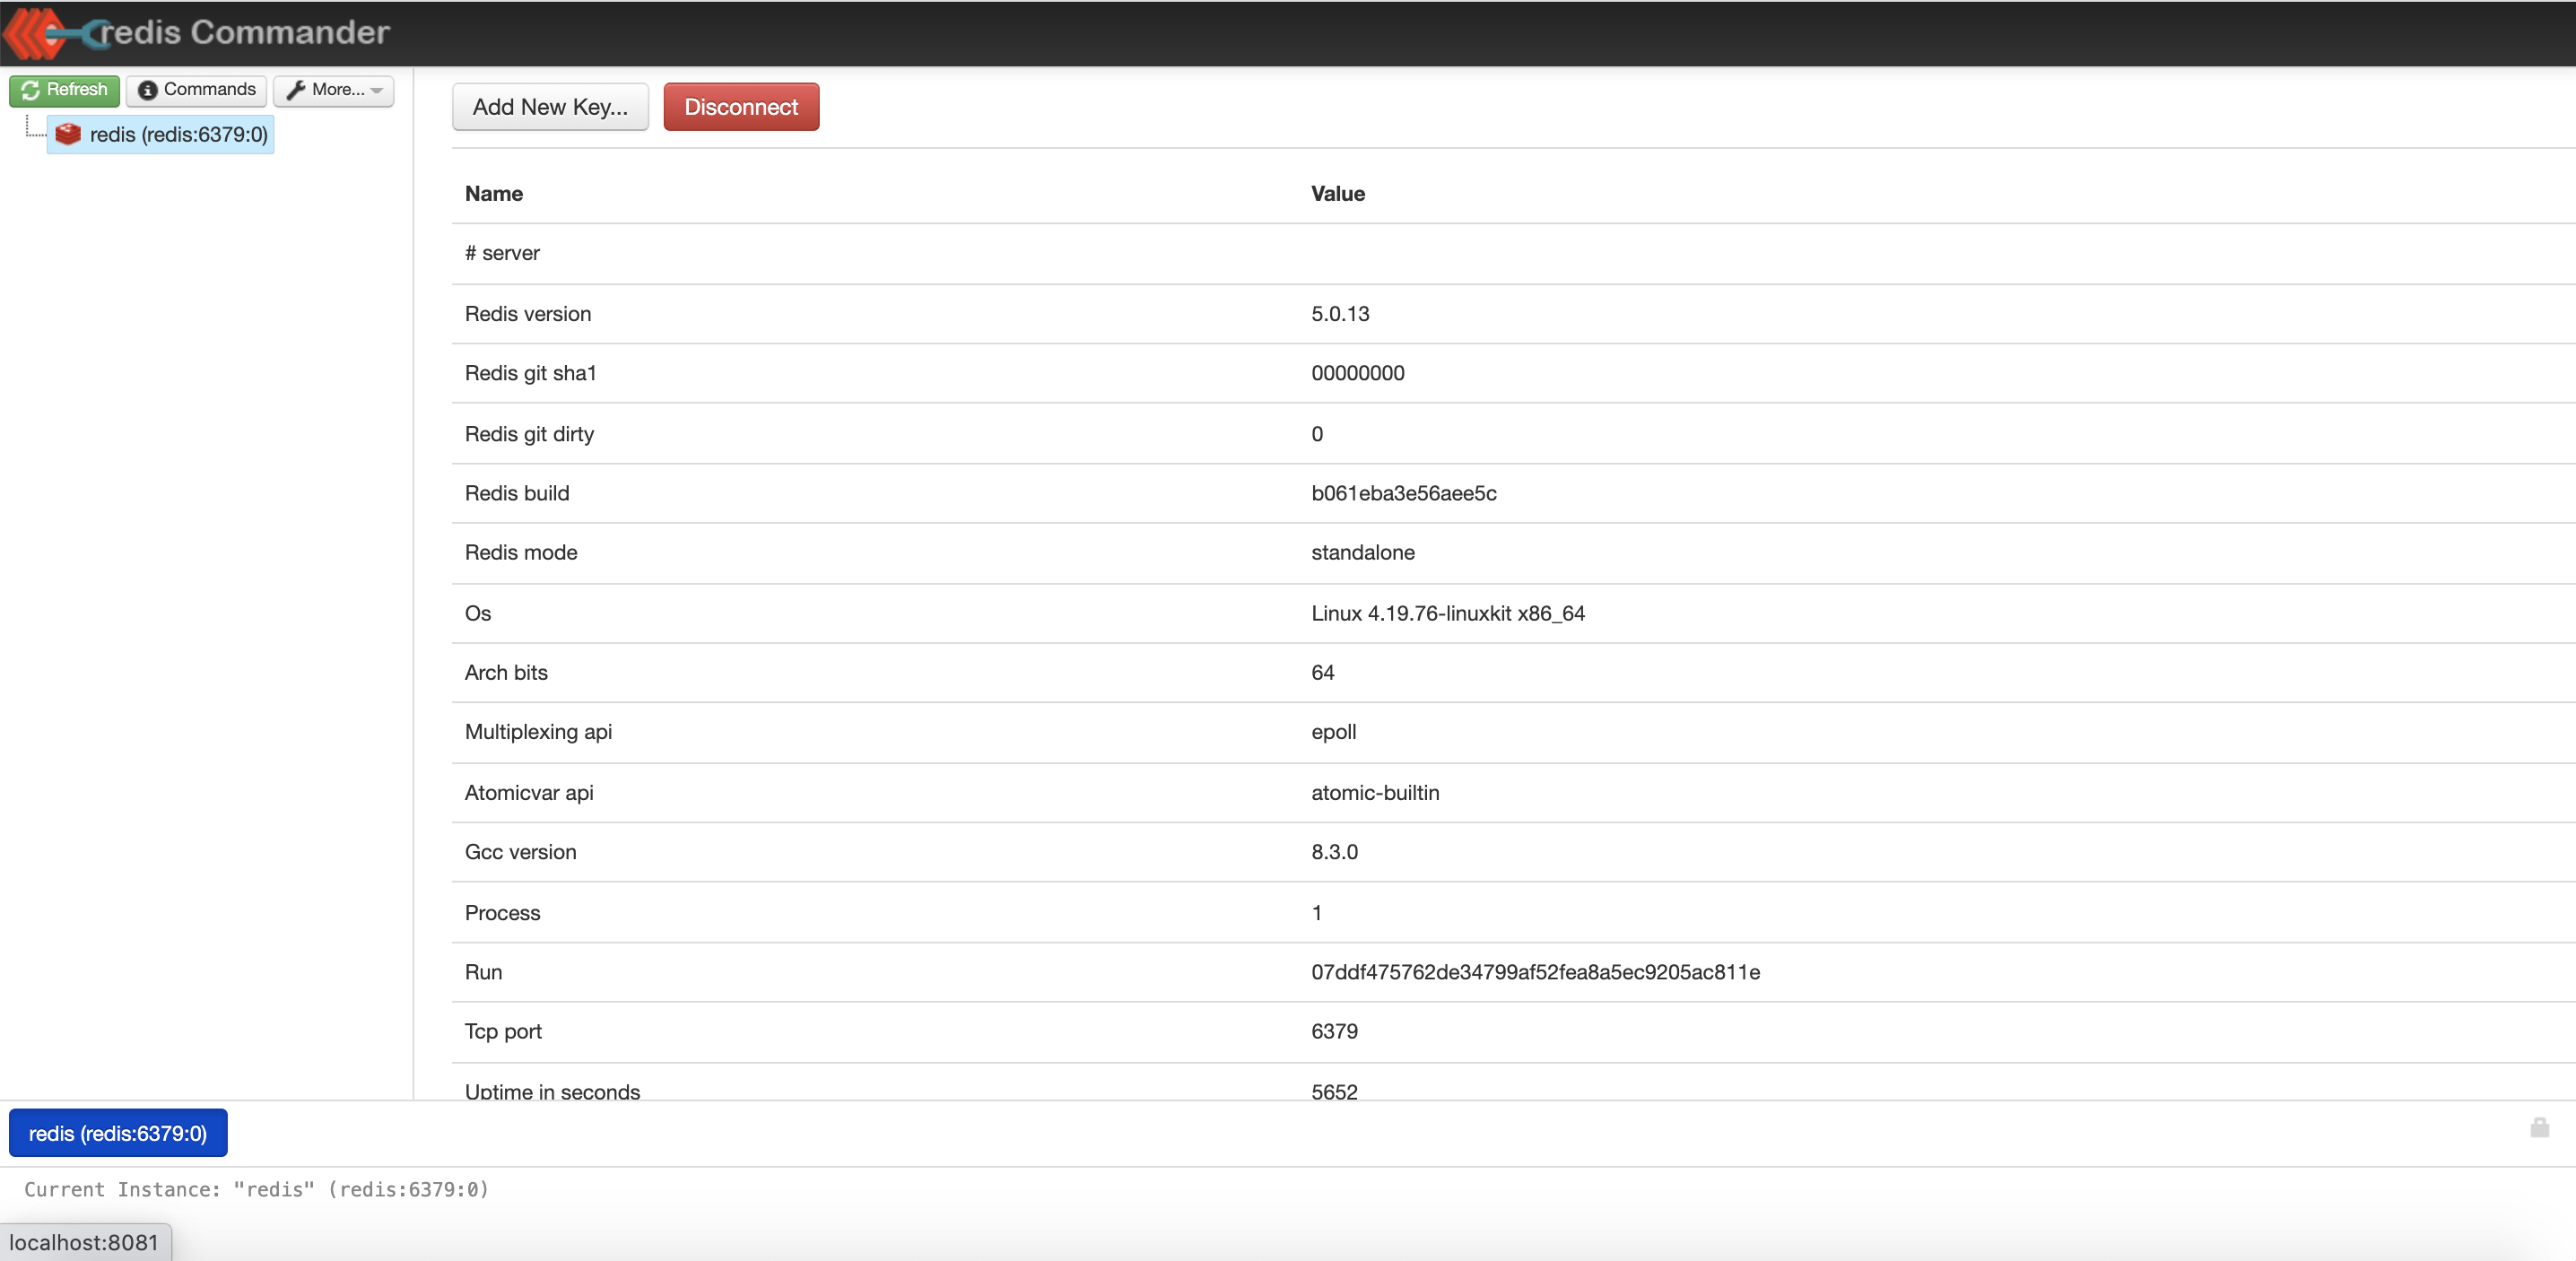 redis Commander
Refresh Commands More...
redis (redis:6379:0)
Add New Key... Disconnect
Name Value
# server
Redis version 5.0.13
Redis git sha1 00000000
Redis git dirty 0
Redis build b061eba3e56aee5c
Redis mode standalone
Os Linux 4.19.76-linuxkit x86_64
Arch bits 64
Multiplexing api epoll
Atomicvar api atomic-builtin
Gcc version 8.3.0
Process 1
Run 07ddf475762de34799af52fea8a5ec9205ac811e
Tcp port 6379
Uptime in seconds 5652
redis (redis:6379:0)
Current Instance: "redis" (redis:6379:0)
localhost:8081